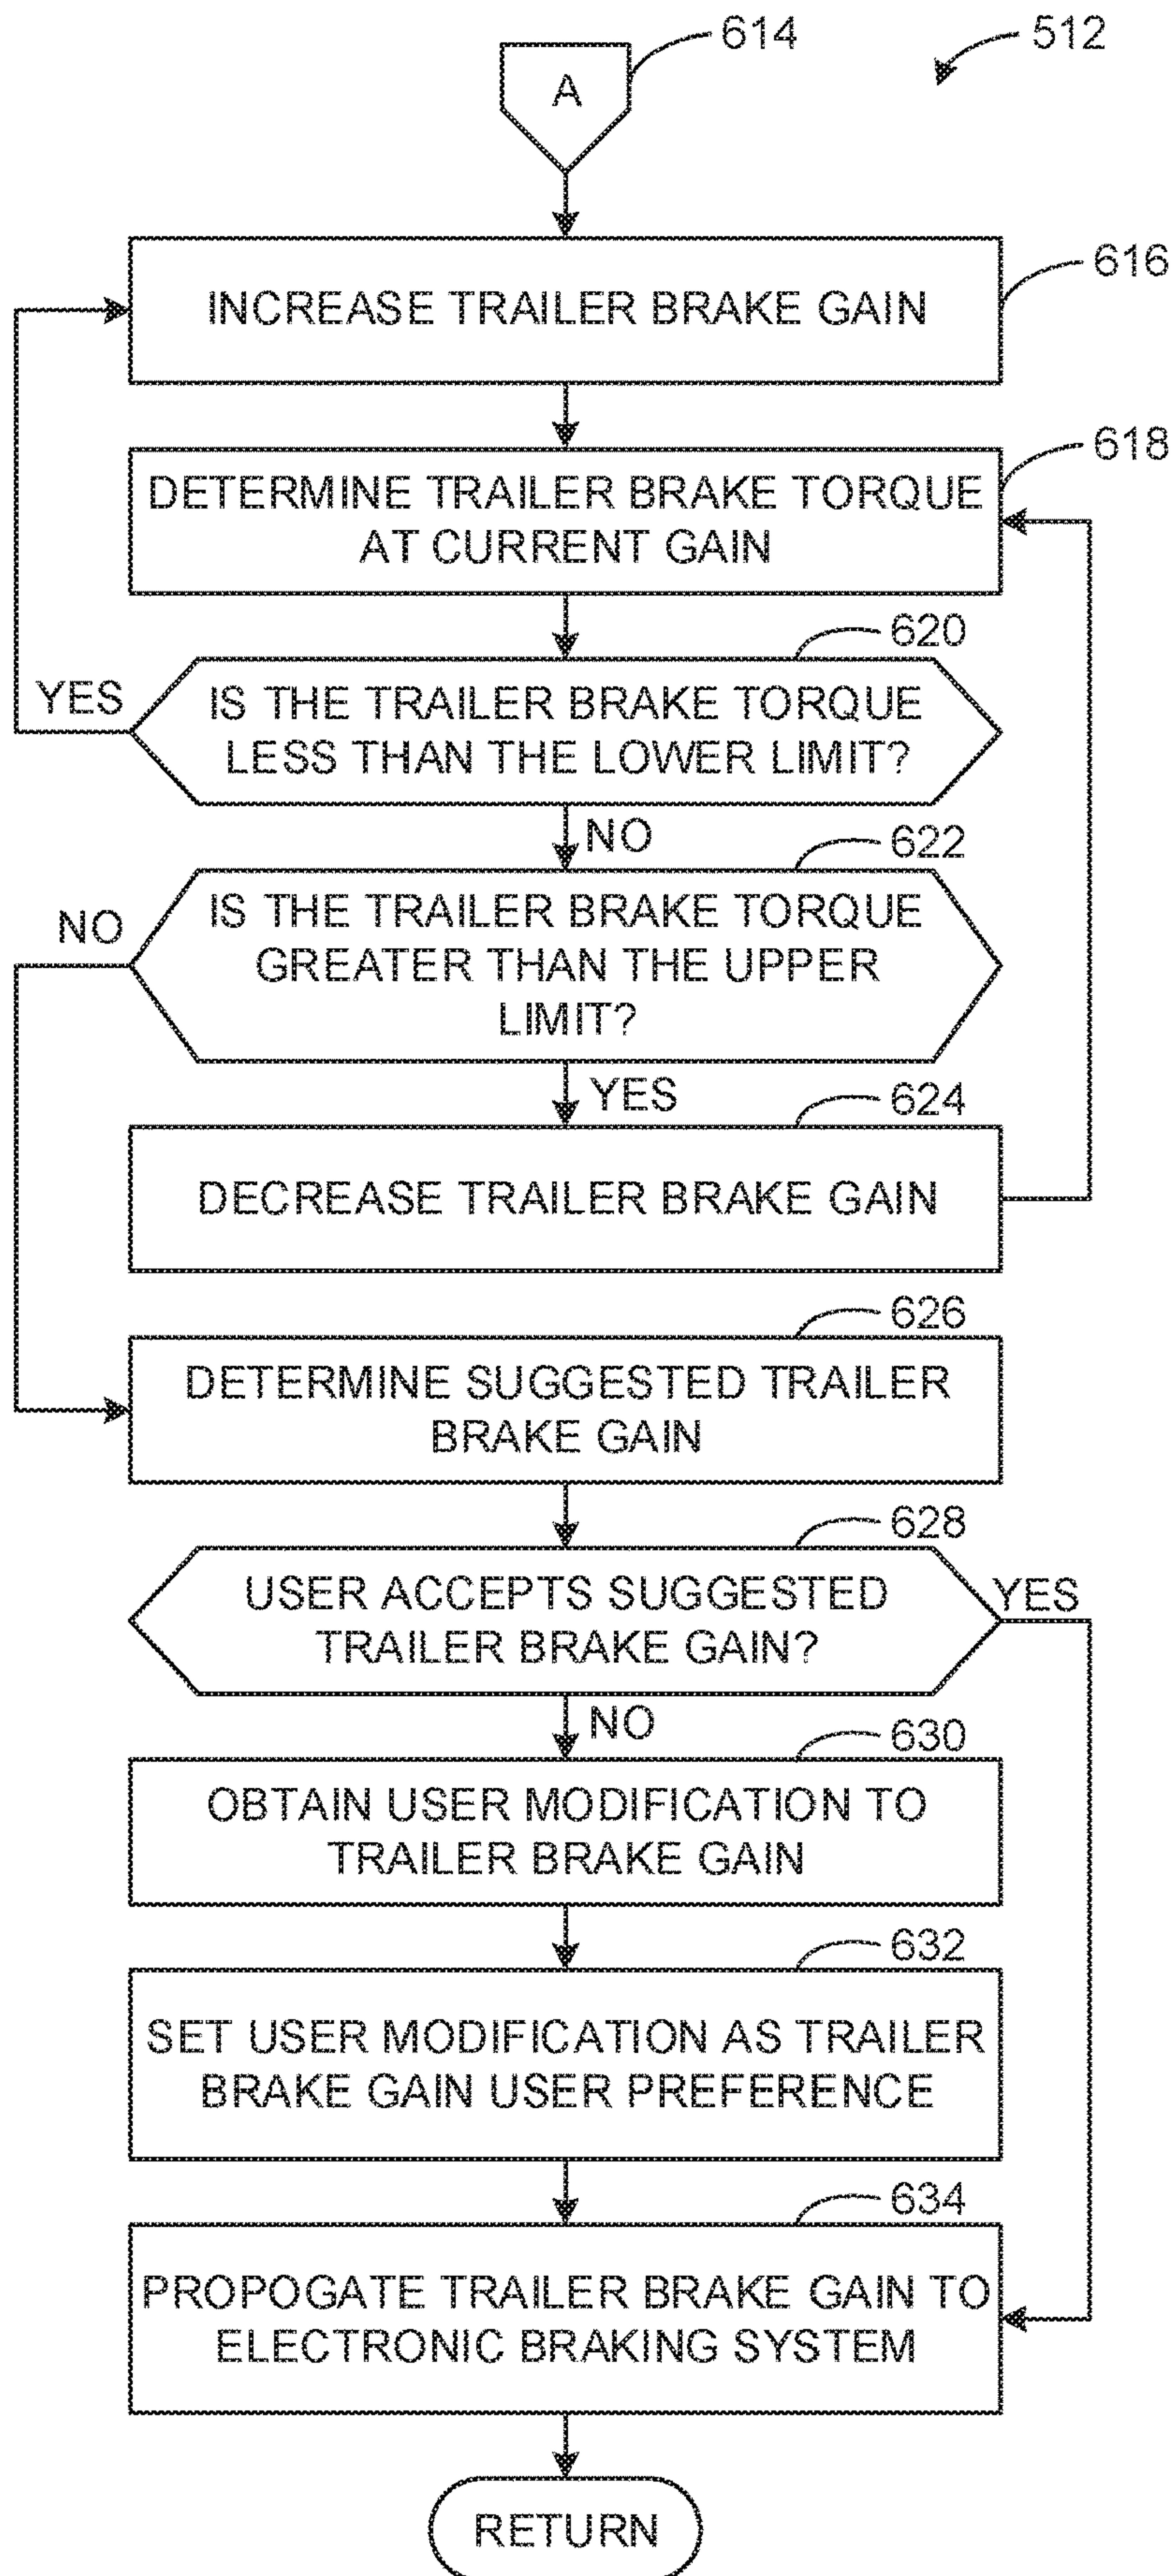 614
512
A
INCREASE TRAILER BRAKE GAIN
616
618
DETERMINE TRAILER BRAKE TORQUE
AT CURRENT GAIN
620
YES
IS THE TRAILER BRAKE TORQUE
LESS THAN THE LOWER LIMIT?
NO
622
NO
IS THE TRAILER BRAKE TORQUE
GREATER THAN THE UPPER
LIMIT?
YES
624
DECREASE TRAILER BRAKE GAIN
626
DETERMINE SUGGESTED TRAILER
BRAKE GAIN
628
USER ACCEPTS SUGGESTED
TRAILER BRAKE GAIN?
YES
NO
630
OBTAIN USER MODIFICATION TO
TRAILER BRAKE GAIN
632
SET USER MODIFICATION AS TRAILER
BRAKE GAIN USER PREFERENCE
634
PROPOGATE TRAILER BRAKE GAIN TO
ELECTRONIC BRAKING SYSTEM
RETURN